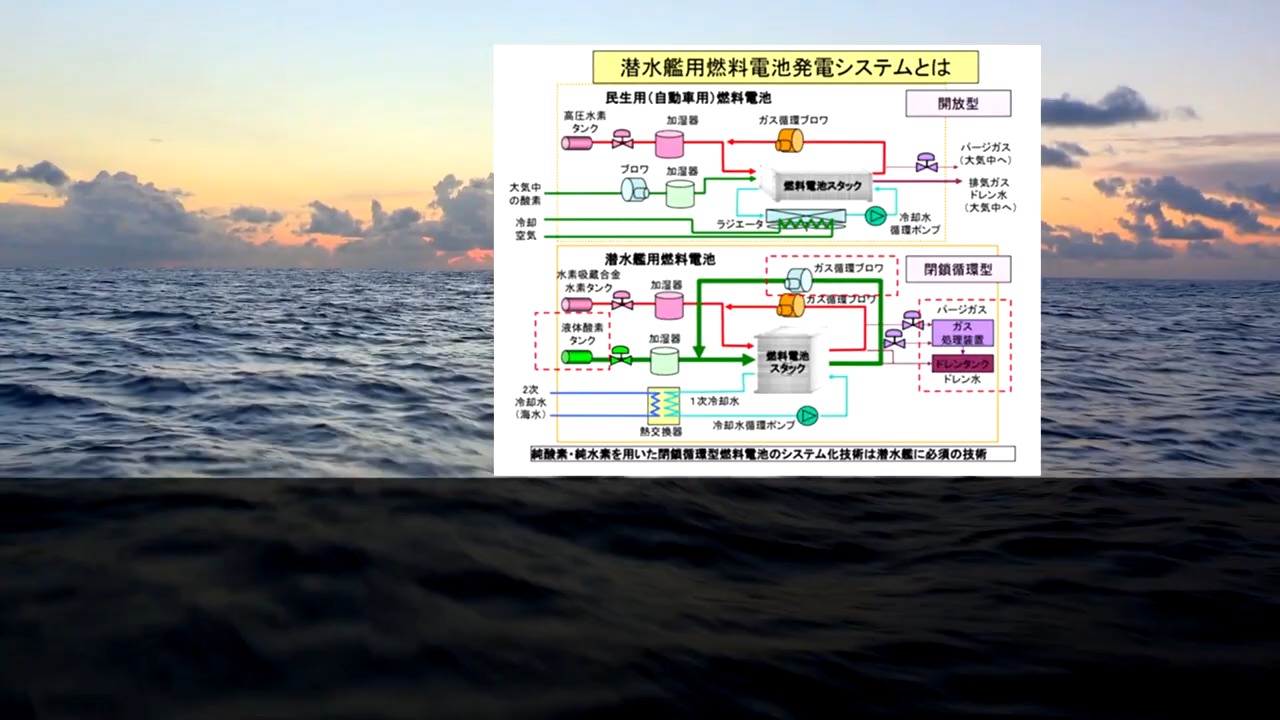 潜水艦用燃料電池発電システムとは
民生用(自動車用)燃料電池
開放型
高圧水素
タンク
加湿器
ガス循環ブロワ
パージガス
(大気中へ)
ブロワ
加湿器
大気中
の酸素
燃料電池スタック
排気ガス
ドレン水
(大気中へ)
冷却
空気
ラジエータ
冷却水
循環ポンプ
潜水艦用燃料電池
閉鎖循環型
水素吸蔵合金
水素タンク
加湿器
ガス循環ブロワ
ガス循環ブロワ
液体酸素
タンク
加湿器
燃料電池
スタック
パージガス
ガス
処理装置
ドレンタンク
ドレン水
2次
冷却水
(海水)
熱交換器
1次冷却水
冷却水循環ポンプ
純酸素・純水素を用いた閉鎖循環型燃料電池のシステム化技術は潜水艦に必須の技術